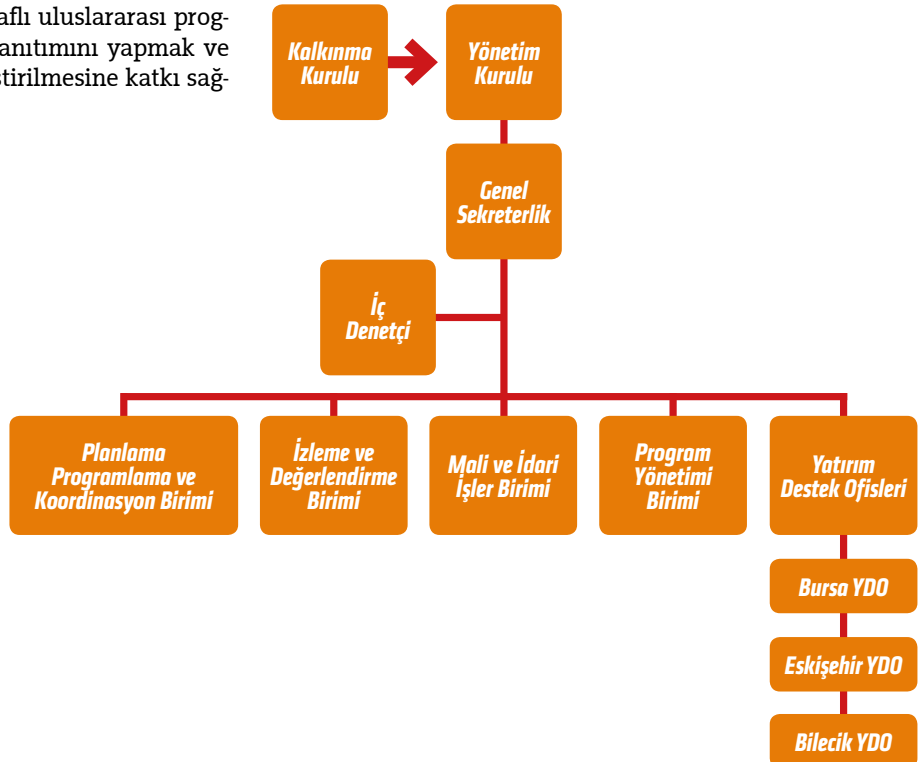 aflı uluslararası prog-
anıtımını yapmak ve
tirilmesine katkı sağ-
Kalkınma
Kurulu
Yönetim
Kurulu
Genel
Sekreterlik
İç
Denetçi
Planlama
Programlama ve
Koordinasyon Birimi
İzleme ve
Değerlendirme
Birimi
Mali ve İdari
İşler Birimi
Program
Yönetimi
Birimi
Yatırım
Destek Ofisleri
Bursa YDO
Eskişehir YDO
Bilecik YDO